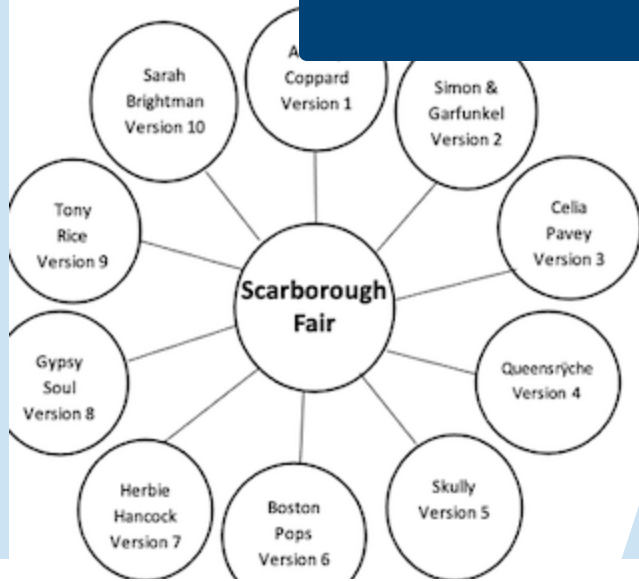 Coppard
Version 1
Simon &
Garfunkel
Version 2
Celia
Pavey
Version 3
Queensrÿche
Version 4
Skully
Version 5
Boston
Pops
Version 6
Herbie
Hancock
Version 7
Gypsy
Soul
Version 8
Tony
Rice
Version 9
Sarah
Brightman
Version 10
Scarborough
Fair